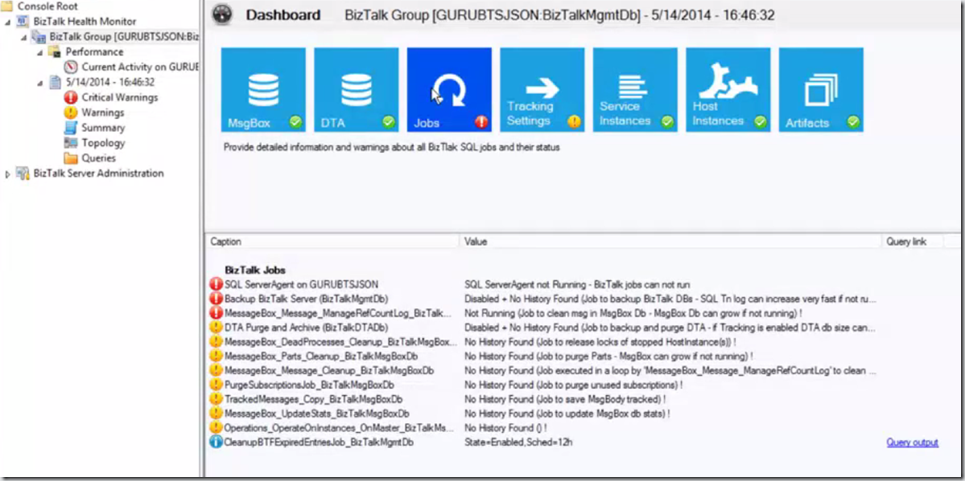 Console Root
BizTalk Health Monitor
BizTalk Group [GURUBTSJSON:Biz
Performance
Current Activity on GURUE
5/14/2014 - 16:46:32
Critical Warnings
Warnings
Summary
Topology
Queries
BizTalk Server Administration
Dashboard BizTalk Group [GURUBTSJSON:BizTalkMgmtDb] - 5/14/2014 - 16:46:32
MsgBox
DTA
Jobs
Tracking
Settings
Service
Instances
Host
Instances
Artifacts
Provide detailed information and warnings about all BizTlak SQL jobs and their status
Caption Value Query link
BizTalk Jobs
SQL ServerAgent on GURUBTSJSON SQL ServerAgent not Running - BizTalk jobs can not run
Backup BizTalk Server (BizTalkMgmtDb) Disabled + No History Found (Job to backup BizTalk DBs - SQL Tn log can increase very fast if not ru...
MessageBox_Message_ManageRefCountLog_BizTalk... Not Running (Job to clean msg in MsgBox Db - MsgBox Db can grow if not running) !
DTA Purge and Archive (BizTalkDTADb) Disabled + No History Found (Job to backup and purge DTA - if Tracking is enabled DTA db size can...
MessageBox_DeadProcesses_Cleanup_BizTalkMsgBox... No History Found (Job to release locks of stopped HostInstance(s)) !
MessageBox_Parts_Cleanup_BizTalkMsgBoxDb No History Found (Job to purge Parts - MsgBox can grow if not running) !
MessageBox_Message_Cleanup_BizTalkMsgBoxDb No History Found (Job executed in a loop by 'MessageBox_Message_ManageRefCountLog' to clean ...
PurgeSubscriptionsJob_BizTalkMsgBoxDb No History Found (Job to purge unused subscriptions) !
TrackedMessages_Copy_BizTalkMsgBoxDb No History Found (Job to save MsgBody tracked) !
MessageBox_UpdateStats_BizTalkMsgBoxDb No History Found (Job to update MsgBox db stats) !
Operations_OperateOnInstances_OnMaster_BizTalkMs... No History Found () !
CleanupBTFExpiredEntriesJob_BizTalkMgmtDb State=Enabled,Sched=12h Query output